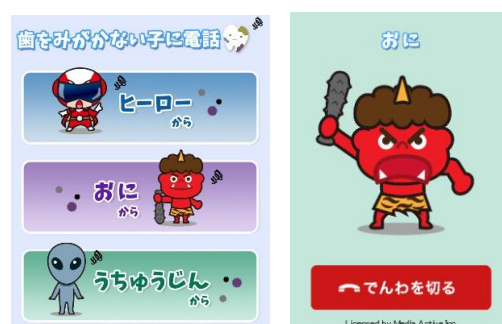 歯をみがかない子に電話
ヒーロー
から
おに
から
うちゅうじん
から
おに
でんわを切る
Licensed by Media Active Inc.